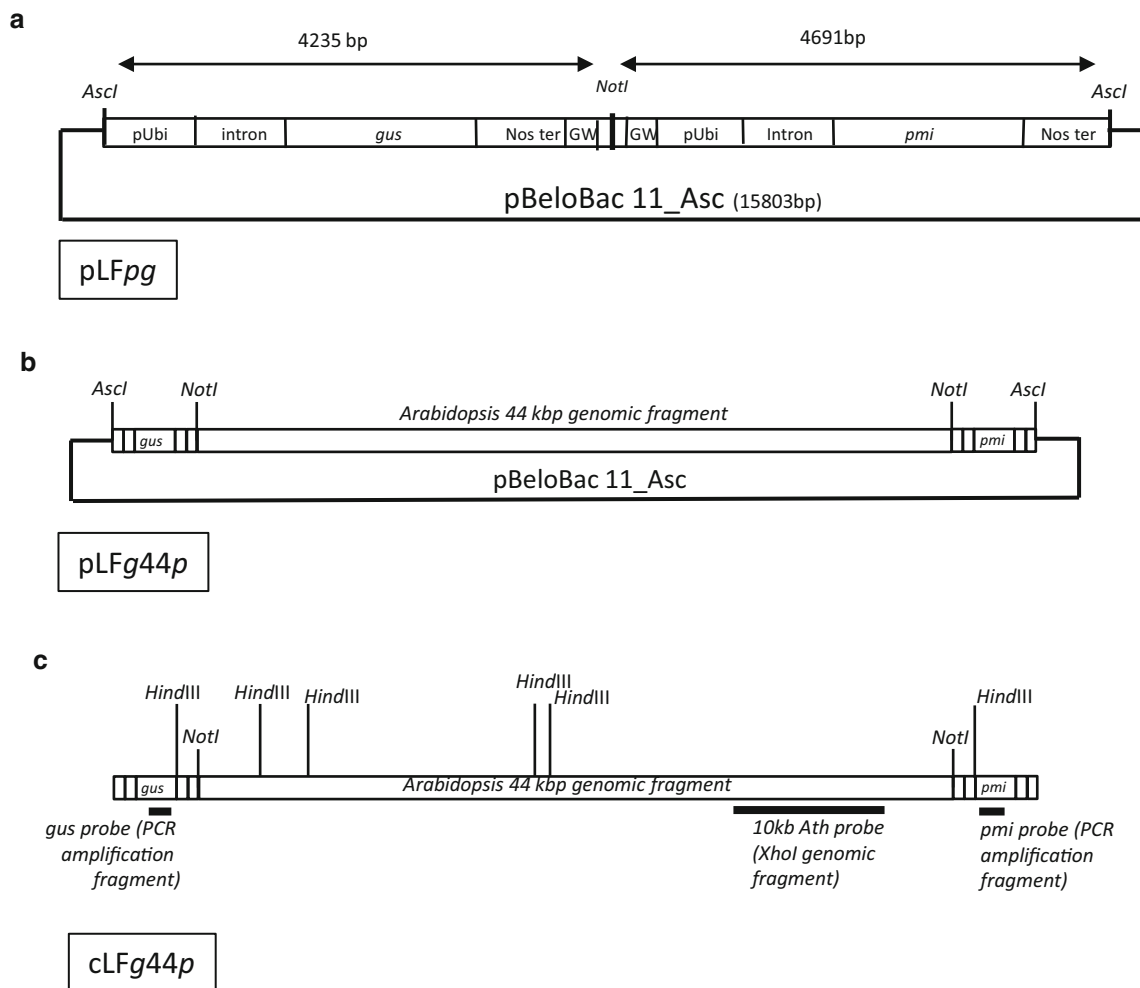 a
4235 bp
4691bp
AscI
NotI
AscI
pUbi intron gus Nos ter GW GW pUbi Intron pmi Nos ter
pBeloBac 11_Asc (15803bp)
pLFpg
b
AscI NotI Arabidopsis 44 kbp genomic fragment NotI AscI
gus pmi
pBeloBac 11_Asc
pLFg44p
c
HindIII HindIII HindIII HindIII HindIII HindIII
NotI NotI
gus Arabidopsis 44 kbp genomic fragment pmi
gus probe (PCR
amplification
fragment)
10kb Ath probe
(XhoI genomic
fragment)
pmi probe (PCR
amplification
fragment)
cLFg44p